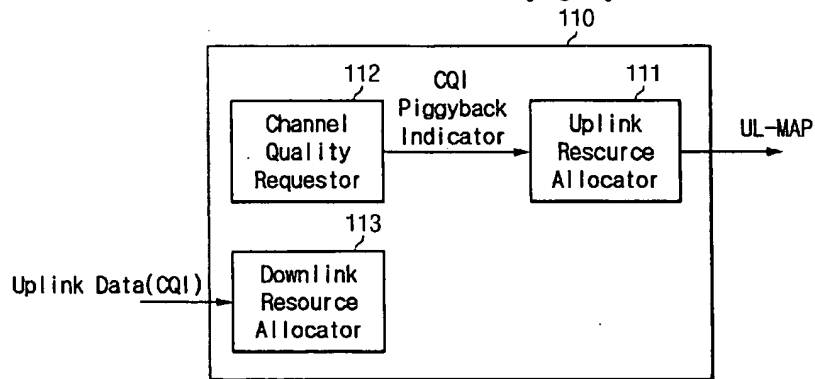 110
112
CQI
Piggyback
Indicator
111
Channel
Quality
Requestor
Uplink
Rescurce
Allocator
UL-MAP
113
Uplink Data(CQI)
Downlink
Resource
Allocator